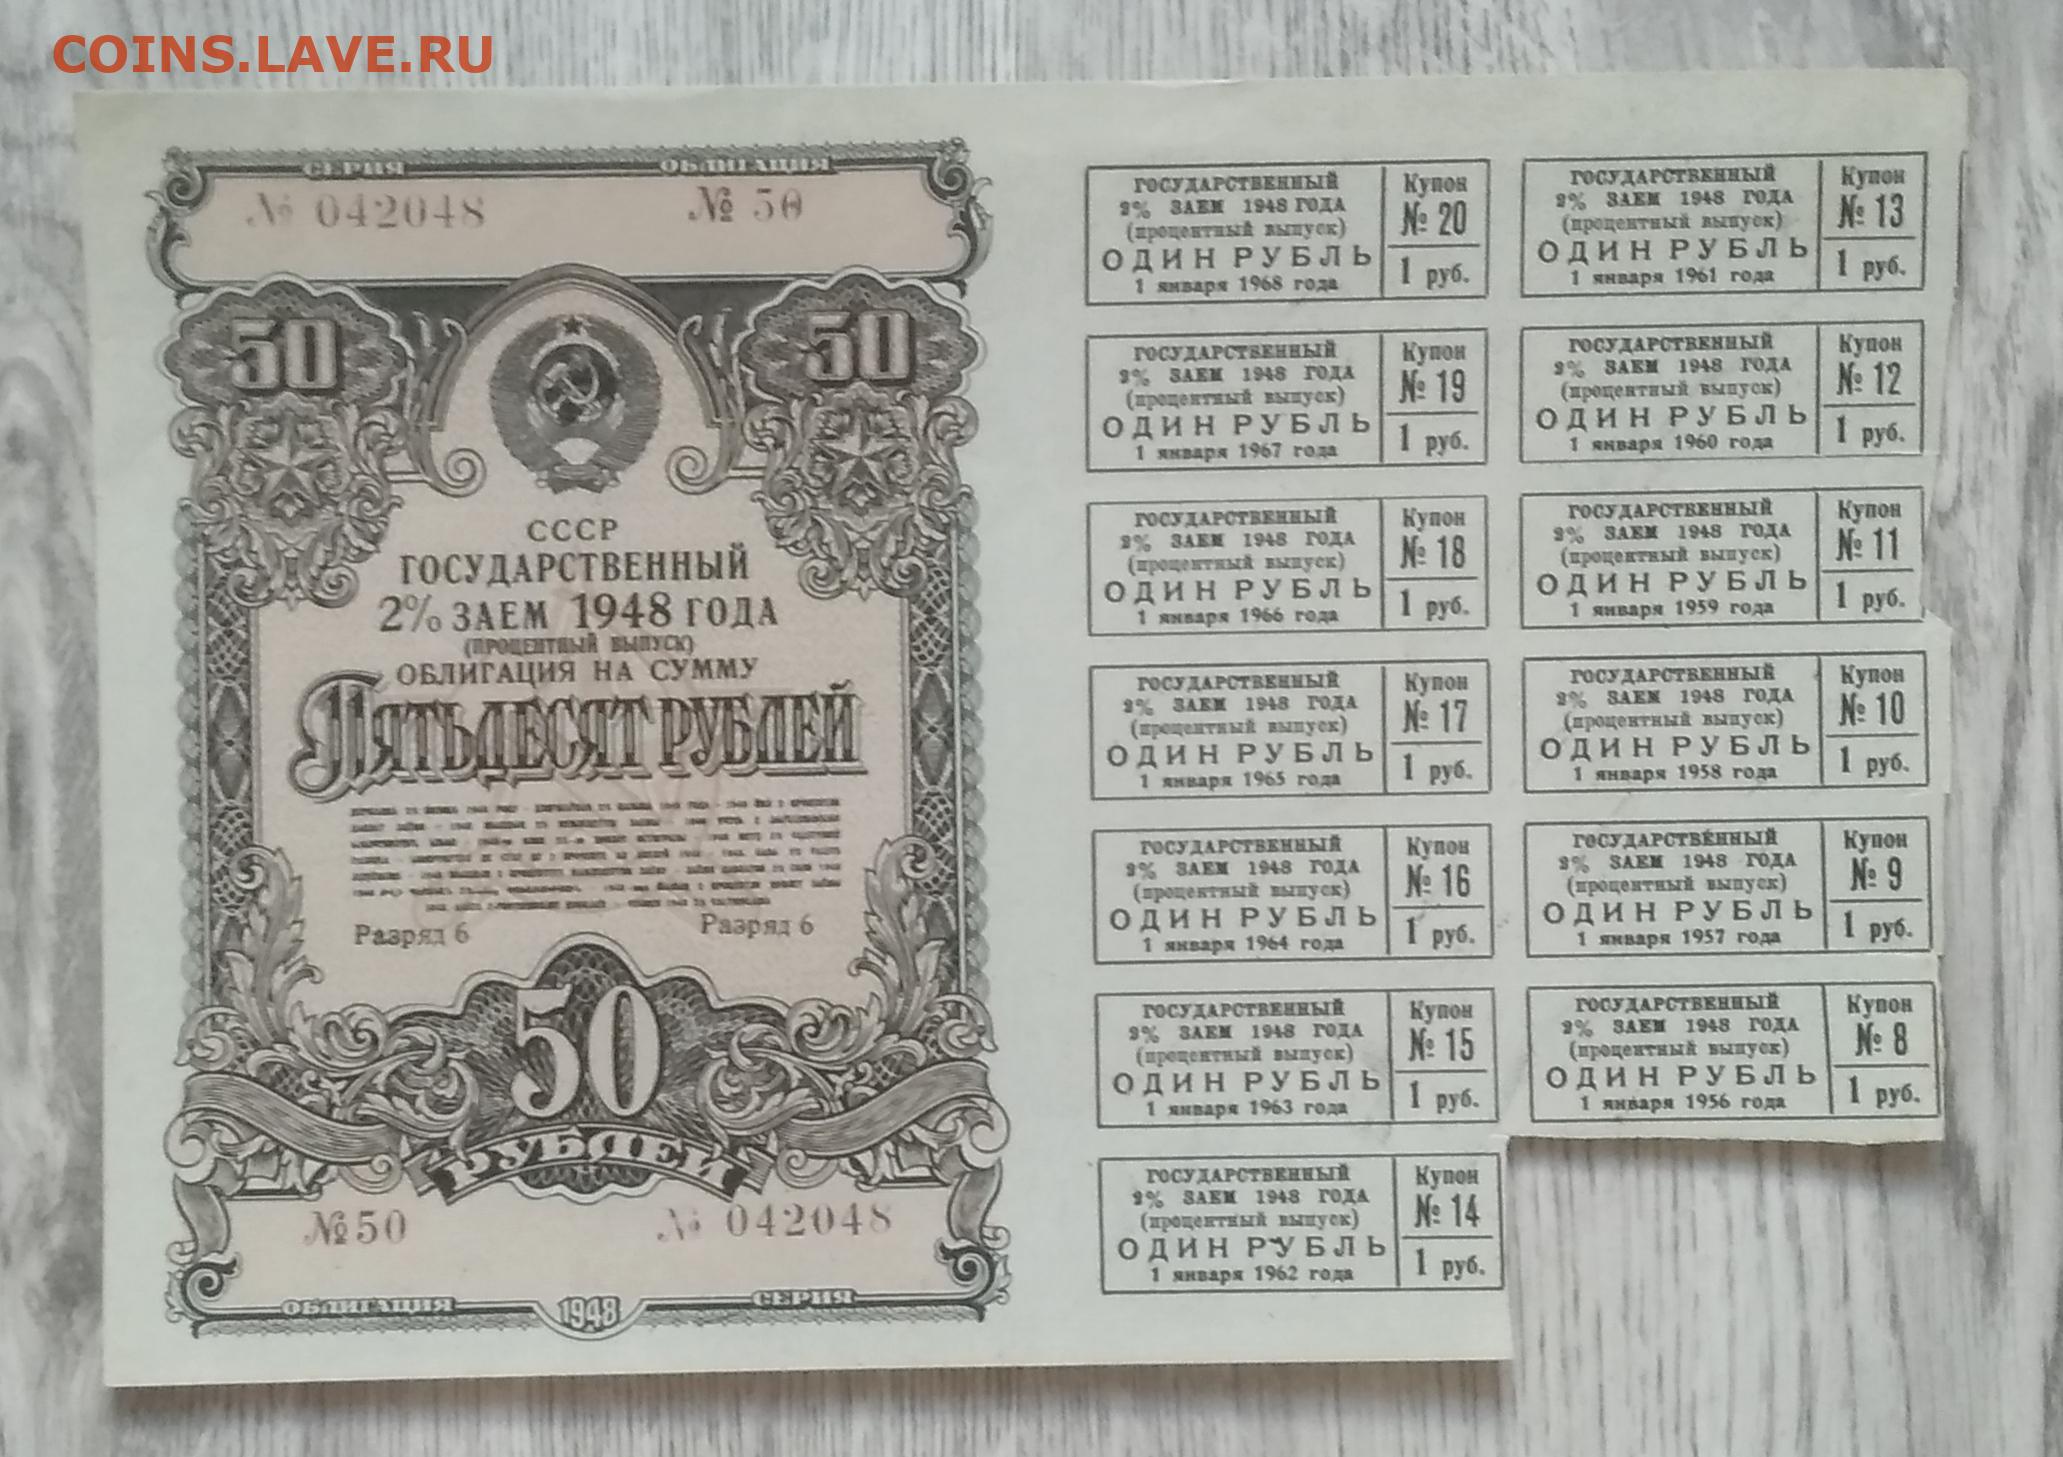 COINS.LAVE.RU
СЕРИЯ ОБЛИГАЦИЯ
№ 042048 № 50
50 50
СССР
ГОСУДАРСТВЕННЫЙ
2% ЗАЕМ 1948 ГОДА
(ПРОЦЕНТНЫЙ ВЫПУСК)
ОБЛИГАЦИЯ НА СУММУ
ПЯТЬДЕСЯТ РУБЛЕЙ
Разряд 6 Разряд 6
50
РУБЛЕЙ
№50 № 042048
ОБЛИГАЦИЯ 1948 СЕРИЯ
ГОСУДАРСТВЕННЫЙ
2% ЗАЕМ 1948 ГОДА
(процентный выпуск)
ОДИН РУБЛЬ
1 января 1968 года
Купон
№ 20
1 руб.
ГОСУДАРСТВЕННЫЙ
2% ЗАЕМ 1948 ГОДА
(процентный выпуск)
ОДИН РУБЛЬ
1 января 1961 года
Купон
№ 13
1 руб.
ГОСУДАРСТВЕННЫЙ
2% ЗАЕМ 1948 ГОДА
(процентный выпуск)
ОДИН РУБЛЬ
1 января 1967 года
Купон
№ 19
1 руб.
ГОСУДАРСТВЕННЫЙ
2% ЗАЕМ 1948 ГОДА
(процентный выпуск)
ОДИН РУБЛЬ
1 января 1960 года
Купон
№ 12
1 руб.
ГОСУДАРСТВЕННЫЙ
2% ЗАЕМ 1948 ГОДА
(процентный выпуск)
ОДИН РУБЛЬ
1 января 1966 года
Купон
№ 18
1 руб.
ГОСУДАРСТВЕННЫЙ
2% ЗАЕМ 1948 ГОДА
(процентный выпуск)
ОДИН РУБЛЬ
1 января 1959 года
Купон
№ 11
1 руб.
ГОСУДАРСТВЕННЫЙ
2% ЗАЕМ 1948 ГОДА
(процентный выпуск)
ОДИН РУБЛЬ
1 января 1965 года
Купон
№ 17
1 руб.
ГОСУДАРСТВЕННЫЙ
2% ЗАЕМ 1948 ГОДА
(процентный выпуск)
ОДИН РУБЛЬ
1 января 1958 года
Купон
№ 10
1 руб.
ГОСУДАРСТВЕННЫЙ
2% ЗАЕМ 1948 ГОДА
(процентный выпуск)
ОДИН РУБЛЬ
1 января 1964 года
Купон
№ 16
1 руб.
ГОСУДАРСТВЕННЫЙ
2% ЗАЕМ 1948 ГОДА
(процентный выпуск)
ОДИН РУБЛЬ
1 января 1957 года
Купон
№ 9
1 руб.
ГОСУДАРСТВЕННЫЙ
2% ЗАЕМ 1948 ГОДА
(процентный выпуск)
ОДИН РУБЛЬ
1 января 1963 года
Купон
№ 15
1 руб.
ГОСУДАРСТВЕННЫЙ
2% ЗАЕМ 1948 ГОДА
(процентный выпуск)
ОДИН РУБЛЬ
1 января 1956 года
Купон
№ 8
1 руб.
ГОСУДАРСТВЕННЫЙ
2% ЗАЕМ 1948 ГОДА
(процентный выпуск)
ОДИН РУБЛЬ
1 января 1962 года
Купон
№ 14
1 руб.